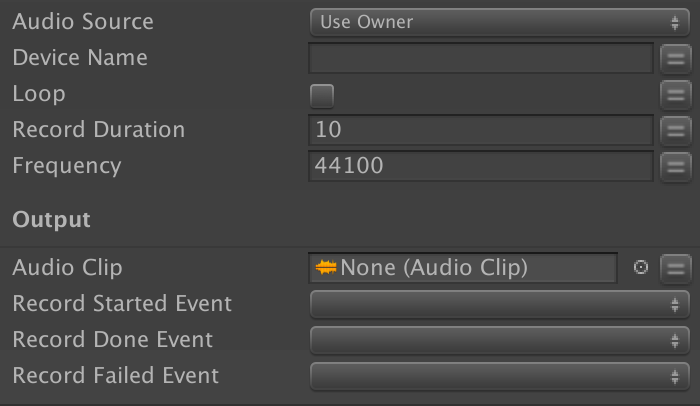 Audio Source Use Owner
Device Name
Loop
Record Duration 10
Frequency 44100
Output
Audio Clip None (Audio Clip)
Record Started Event
Record Done Event
Record Failed Event